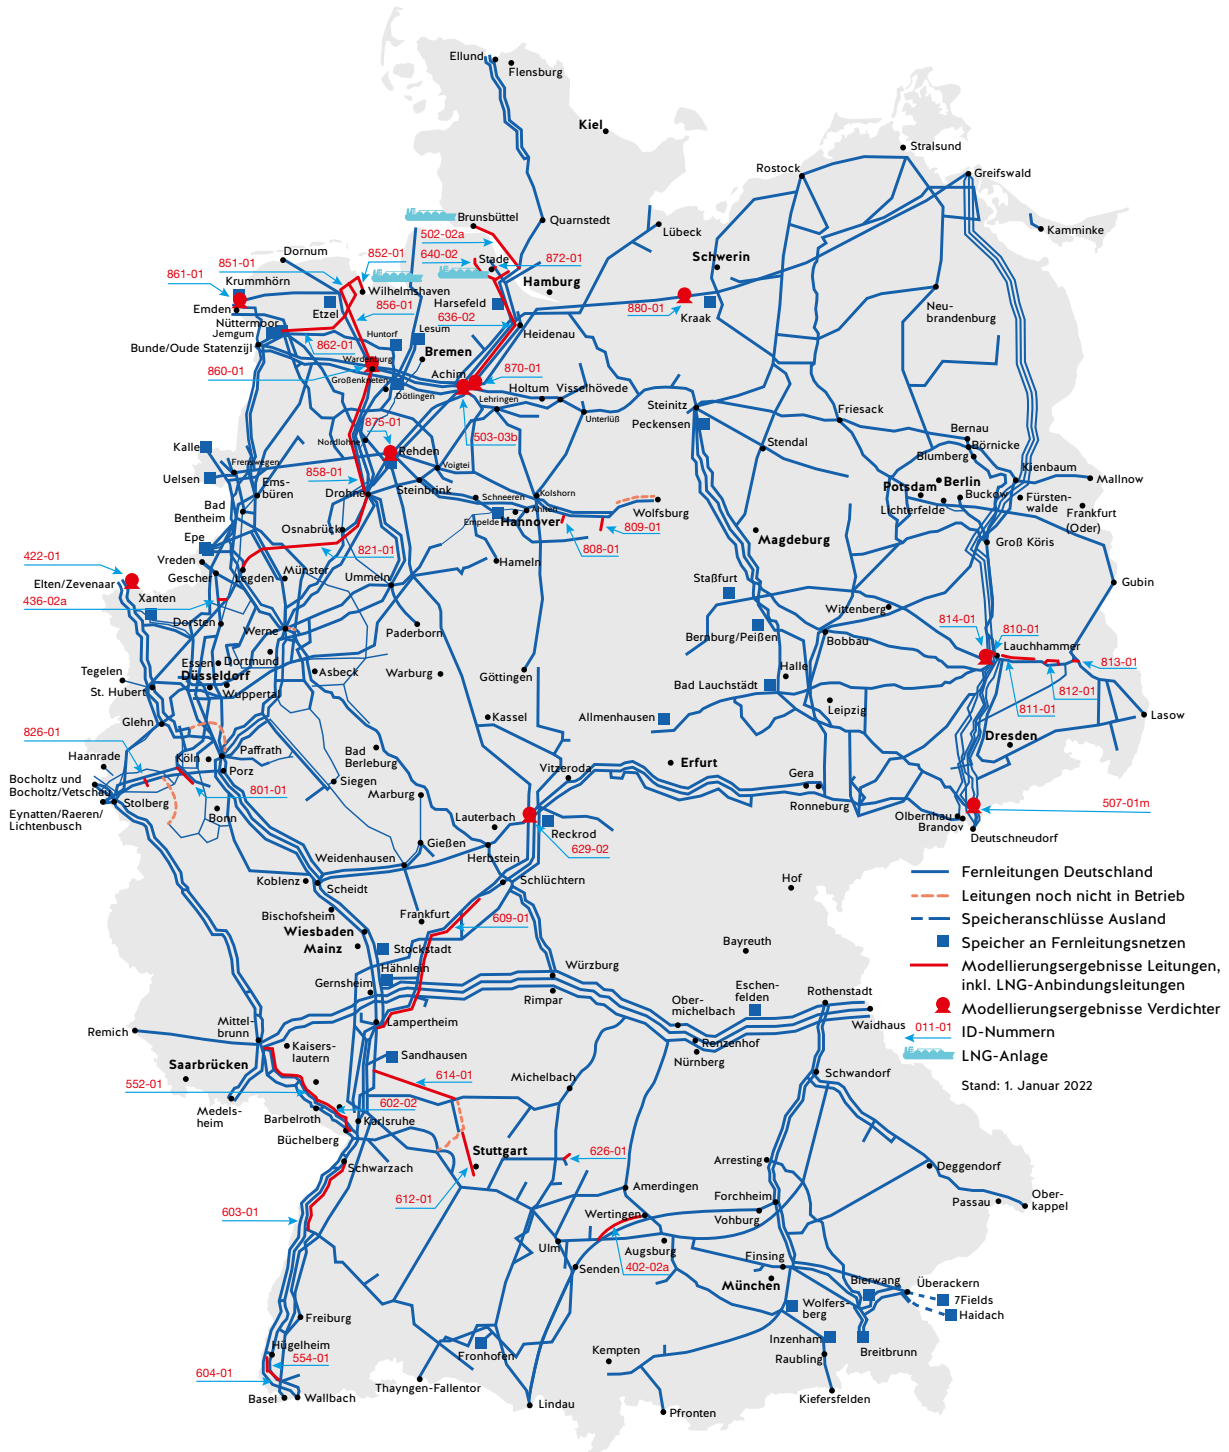 Ellund
Flensburg
Kiel
Stralsund
Rostock
Greifswald
Brunsbüttel
Quarnstedt
502-02a
Lübeck
Kamminke
Dornum
852-01
640-02
Stade
872-01
Schwerin
851-01
861-01
Krummhörn
Wilhelmshaven
Hamburg
856-01
Neu-
brandenburg
Emden
Etzel
Harsefeld
880-01
Kraak
Nüttermoor
Jemgum
636-02
Heidenau
Huntorf
Lesum
Bunde/Oude Statenzijl
862-01
Bremen
Wardenburg
860-01
Achim
870-01
Großenkneten
Dötlingen
Holtum
Visselhövede
Lehringen
Unterlüß
Steinitz
Friesack
875-01
Peckensen
503-03b
Bernau
Börnicke
Blumberg
Nordlohne
Stendal
Kalle
Rehden
Frenswegen
Voigtei
Kienbaum
Mallnow
Uelsen
858-01
Ems-
büren
Drohne
Steinbrink
Potsdam
Berlin
Buckow
Lichterfelde
Fürsten-
walde
Frankfurt
(Oder)
Schneeren
Kolshorn
Bad
Bentheim
Ahlten
Empelde
Hannover
Wolfsburg
809-01
808-01
Osnabrück
Magdeburg
Groß Köris
Epe
821-01
422-01
Vreden
Hameln
Gescher
Legden
Münster
Ummeln
Elten/Zevenaar
Staßfurt
Gubin
Xanten
436-02a
Wittenberg
Dorsten
Werne
Paderborn
Bernburg/Peißen
Bobbau
814-01
810-01
Lauchhammer
Essen
Dortmund
Düsseldorf
Asbeck
Warburg
Göttingen
Halle
Bad Lauchstädt
813-01
812-01
811-01
Tegelen
St. Hubert
Wuppertal
Leipzig
Lasow
Glehn
Kassel
Allmenhausen
Dresden
826-01
Haanrade
Köln
Paffrath
Bad
Berleburg
Porz
Siegen
Vitzeroda
Erfurt
Gera
Bocholtz und
Bocholtz/Vetschau
801-01
Marburg
Ronneburg
Eynatten/Raeren/
Lichtenbusch
Stolberg
Bonn
Lauterbach
Reckrod
507-01m
Olbernhau
Brandov
Deutschneudorf
629-02
Gießen
Weidenhausen
Herbstein
Koblenz
Scheidt
Schlüchtern
Hof
Fernleitungen Deutschland
Leitungen noch nicht in Betrieb
Speicheranschlüsse Ausland
Speicher an Fernleitungsnetzen
Modellierungsergebnisse Leitungen,
inkl. LNG-Anbindungsleitungen
Modellierungsergebnisse Verdichter
011-01
ID-Nummern
LNG-Anlage
Stand: 1. Januar 2022
Bischofsheim
Frankfurt
609-01
Wiesbaden
Mainz
Stockstadt
Bayreuth
Hähnlein
Gernsheim
Würzburg
Eschen-
felden
Rothenstadt
Rimpar
Ober-
michelbach
Waidhaus
Remich
Mittel-
brunn
Lampertheim
Renzenhof
Nürnberg
Kaisers-
lautern
Sandhausen
Saarbrücken
614-01
Michelbach
Schwandorf
552-01
602-02
Medels-
heim
Barbelroth
Karlsruhe
Büchelberg
Stuttgart
626-01
Arresting
Schwarzach
Deggendorf
612-01
Amerdingen
Forchheim
Passau
Ober-
kappel
603-01
Wertingen
Vohburg
Ulm
Augsburg
Finsing
Senden
402-02a
München
Bierwang
Überackern
7Fields
Haidach
Wolfers-
berg
Freiburg
Hügelheim
554-01
Fronhofen
Kempten
Inzenham
Raubling
Breitbrunn
604-01
Thayngen-Fallentor
Basel
Wallbach
Lindau
Pfronten
Kiefersfelden